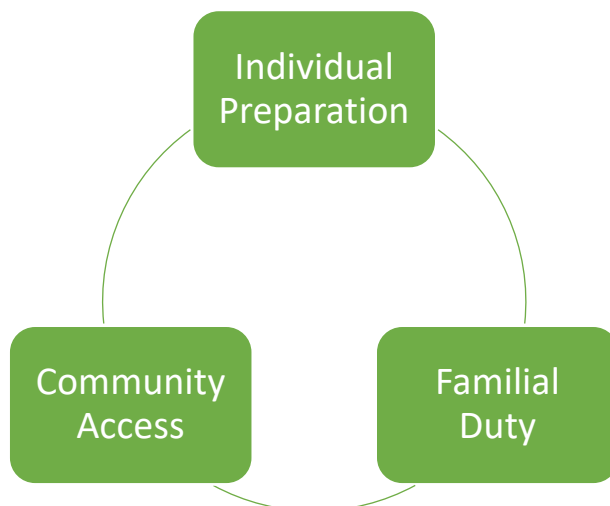 Individual
Preparation
Community
Access
Familial
Duty